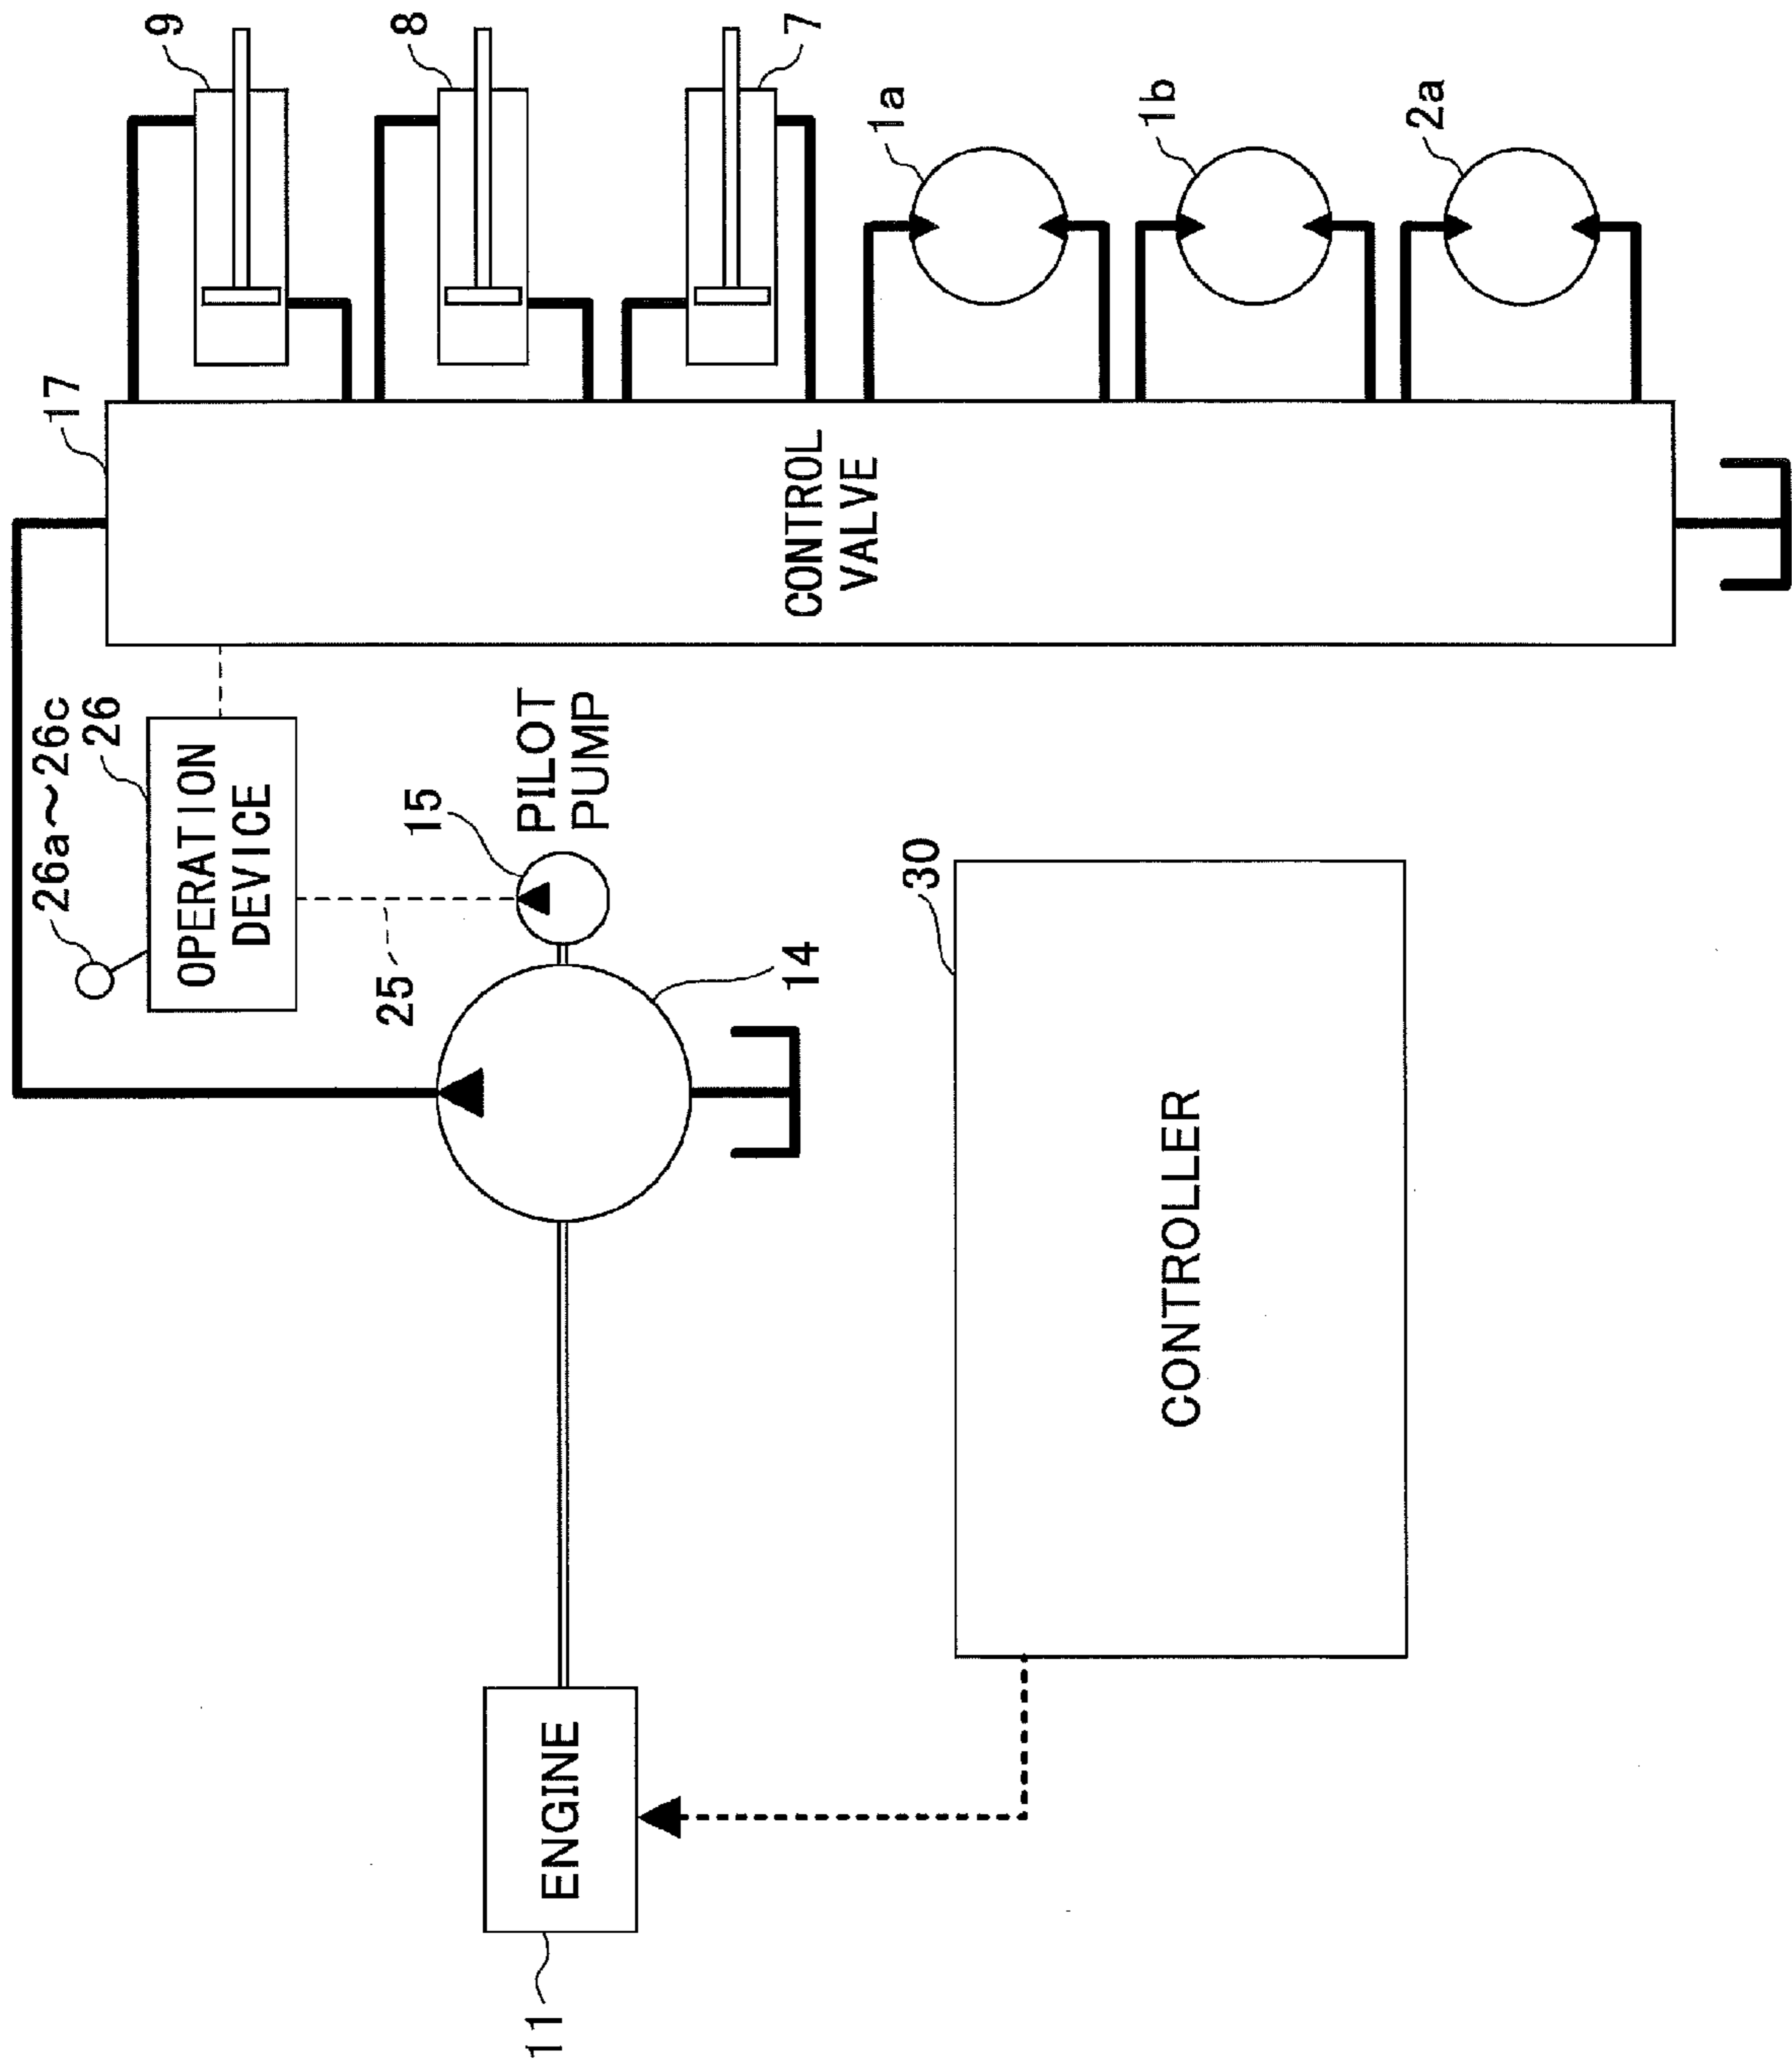 9
8
7
1a
1b
2a
17
CONTROL
VALVE
26a~26c
26
OPERATION
DEVICE
15
PILOT
PUMP
25
14
30
CONTROLLER
ENGINE
11